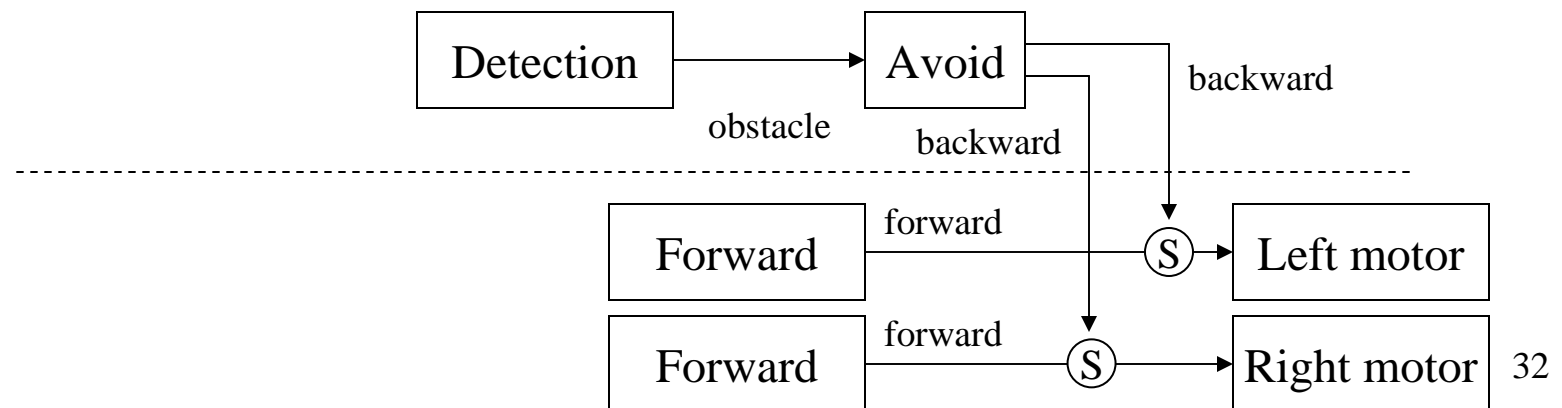 Detection
Avoid
backward
obstacle
backward
Forward
forward
S
Left motor
Forward
forward
S
Right motor
32